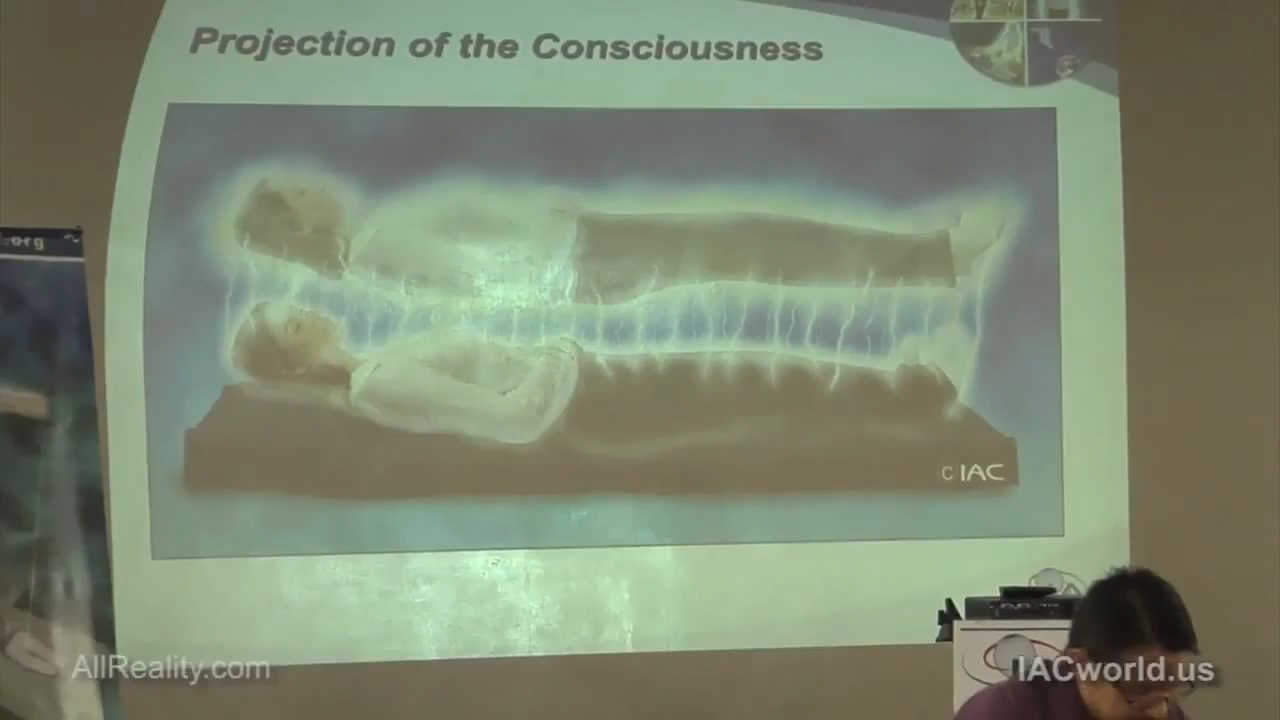 Projection of the Consciousness
.org
C IAC
AllReality.com
IACworld.us